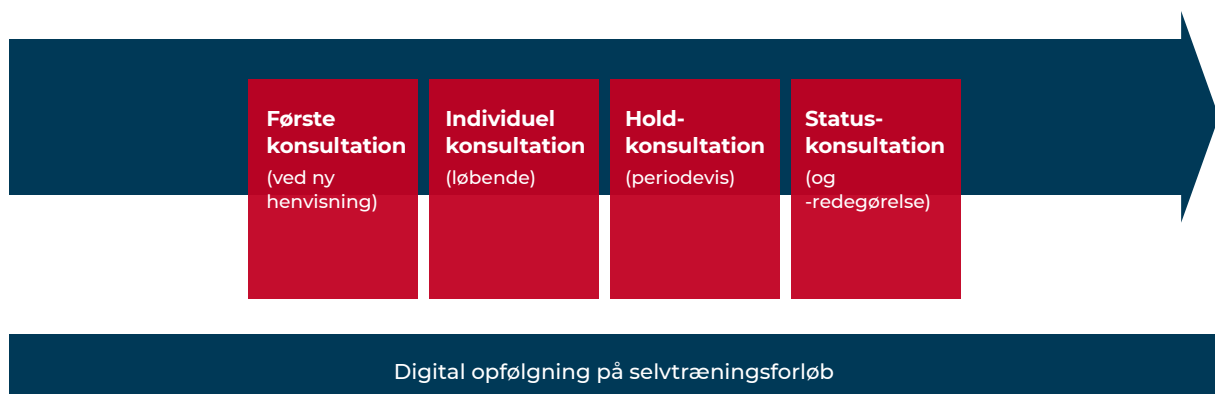 Første
konsultation
(ved ny
henvisning)
Individuel
konsultation
(løbende)
Hold-
konsultation
(periodevis)
Status-
konsultation
(og
-redegørelse)
Digital opfølgning på selvtræningsforløb